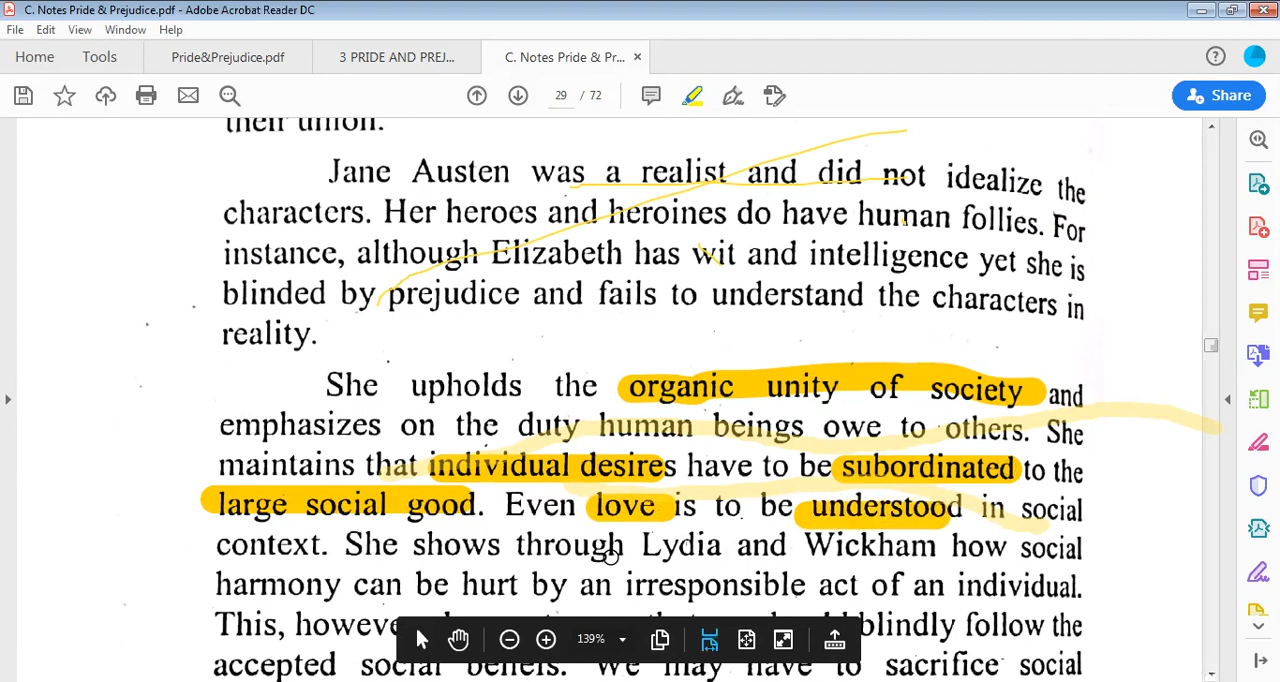 C. Notes Pride & Prejudice.pdf - Adobe Acrobat Reader DC
File Edit View Window Help
Home Tools Pride&Prejudice.pdf 3 PRIDE AND PREJ... C. Notes Pride & Pr... ×
29 / 72 Share
their union.
Jane Austen was a realist and did not idealize the
characters. Her heroes and heroines do have human follies. For
instance, although Elizabeth has wit and intelligence yet she is
blinded by prejudice and fails to understand the characters in
reality.
She upholds the organic unity of society and
emphasizes on the duty human beings owe to others. She
maintains that individual desires have to be subordinated to the
large social good. Even love is to be understood in social
context. She shows through Lydia and Wickham how social
harmony can be hurt by an irresponsible act of an individual.
This, blindly follow the
139%
accepted social beliefs. We may have to sacrifice social